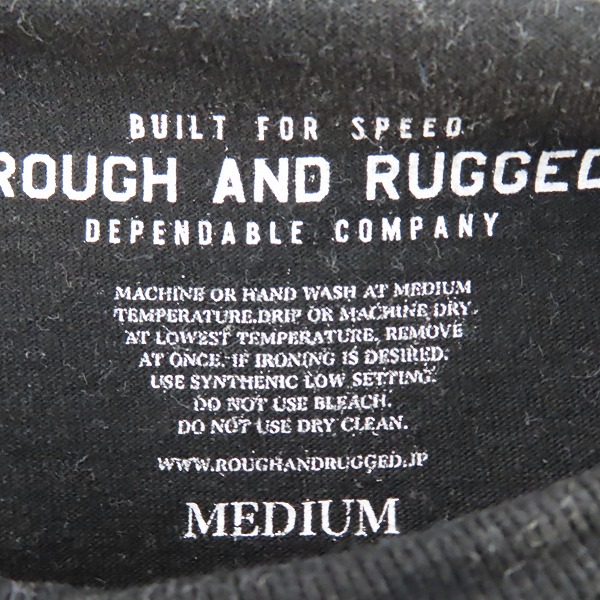 BUILT FOR SPEED
ROUGH AND RUGGED
DEPENDABLE COMPANY
MACHINE OR HAND WASH AT MEDIUM
TEMPERATURE.DRIP OR MACHINE DRY.
AT LOWEST TEMPERATURE, REMOVE
AT ONCE. IF IRONING IS DESIRED.
USE SYNTHENIC LOW SETTING.
DO NOT USE BLEACH.
DO NOT USE DRY CLEAN.
WWW.ROUGHANDRUGGED.JP
MEDIUM